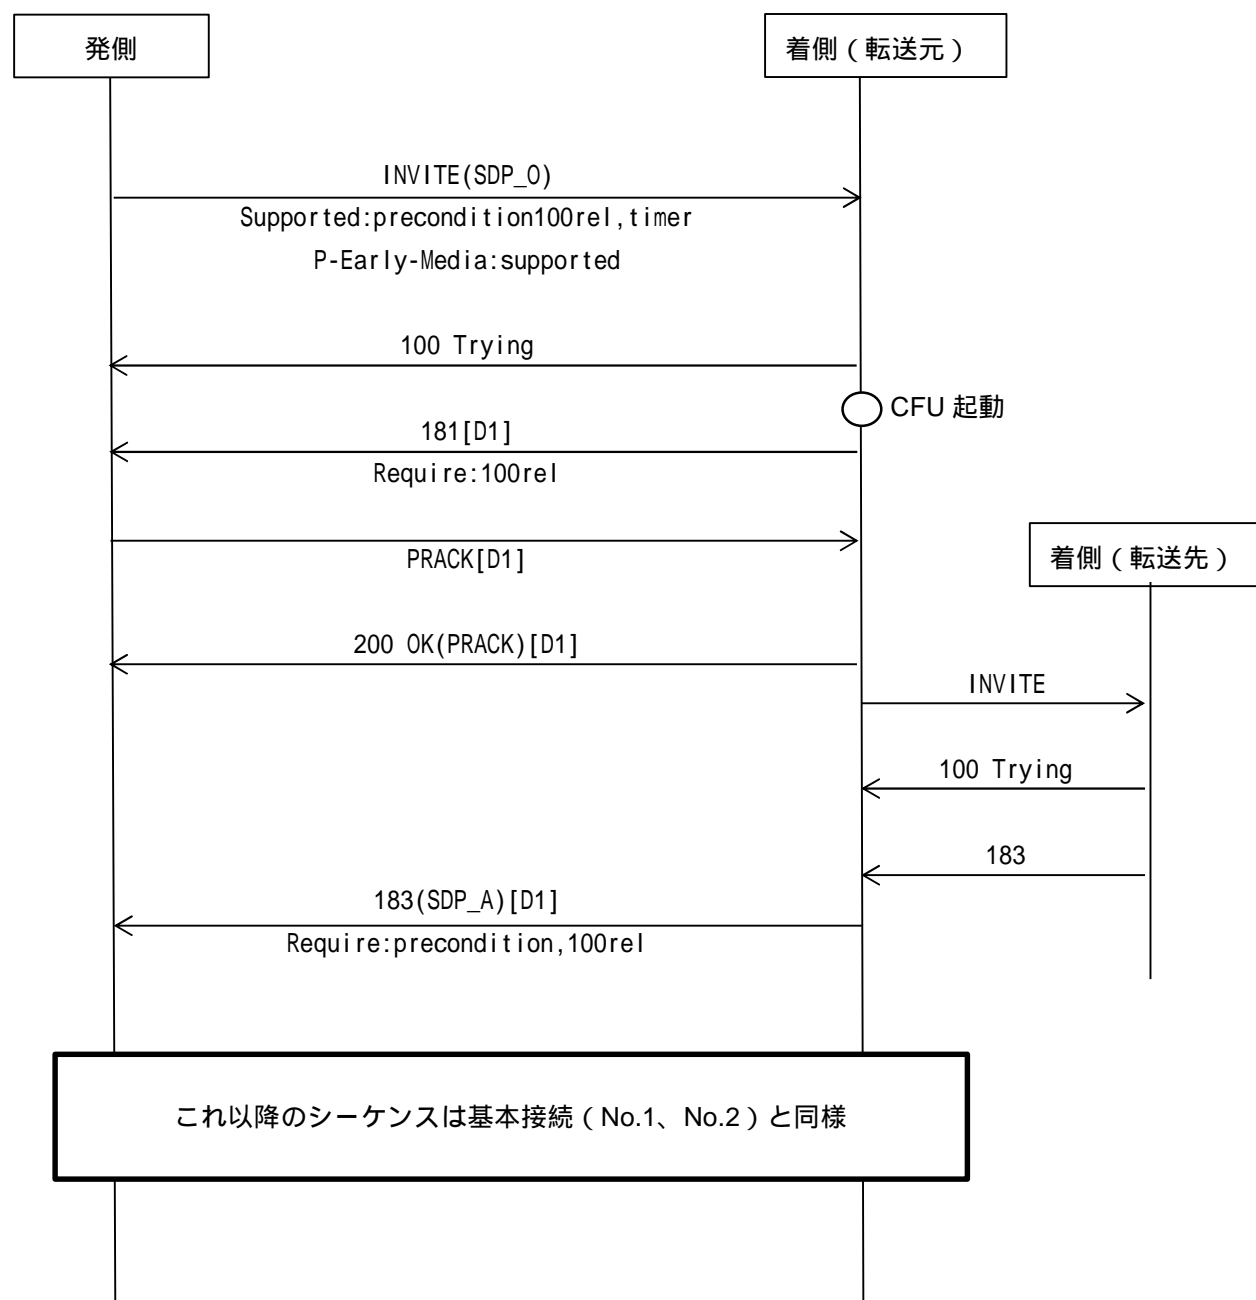 発側
着側（転送元）
INVITE(SDP_O)
Supported:precondition100rel,timer
P-Early-Media:supported
100 Trying
CFU 起動
181[D1]
Require:100rel
PRACK[D1]
着側（転送先）
200 OK(PRACK)[D1]
INVITE
100 Trying
183
183(SDP_A)[D1]
Require:precondition,100rel
これ以降のシーケンスは基本接続（No.1、No.2）と同様